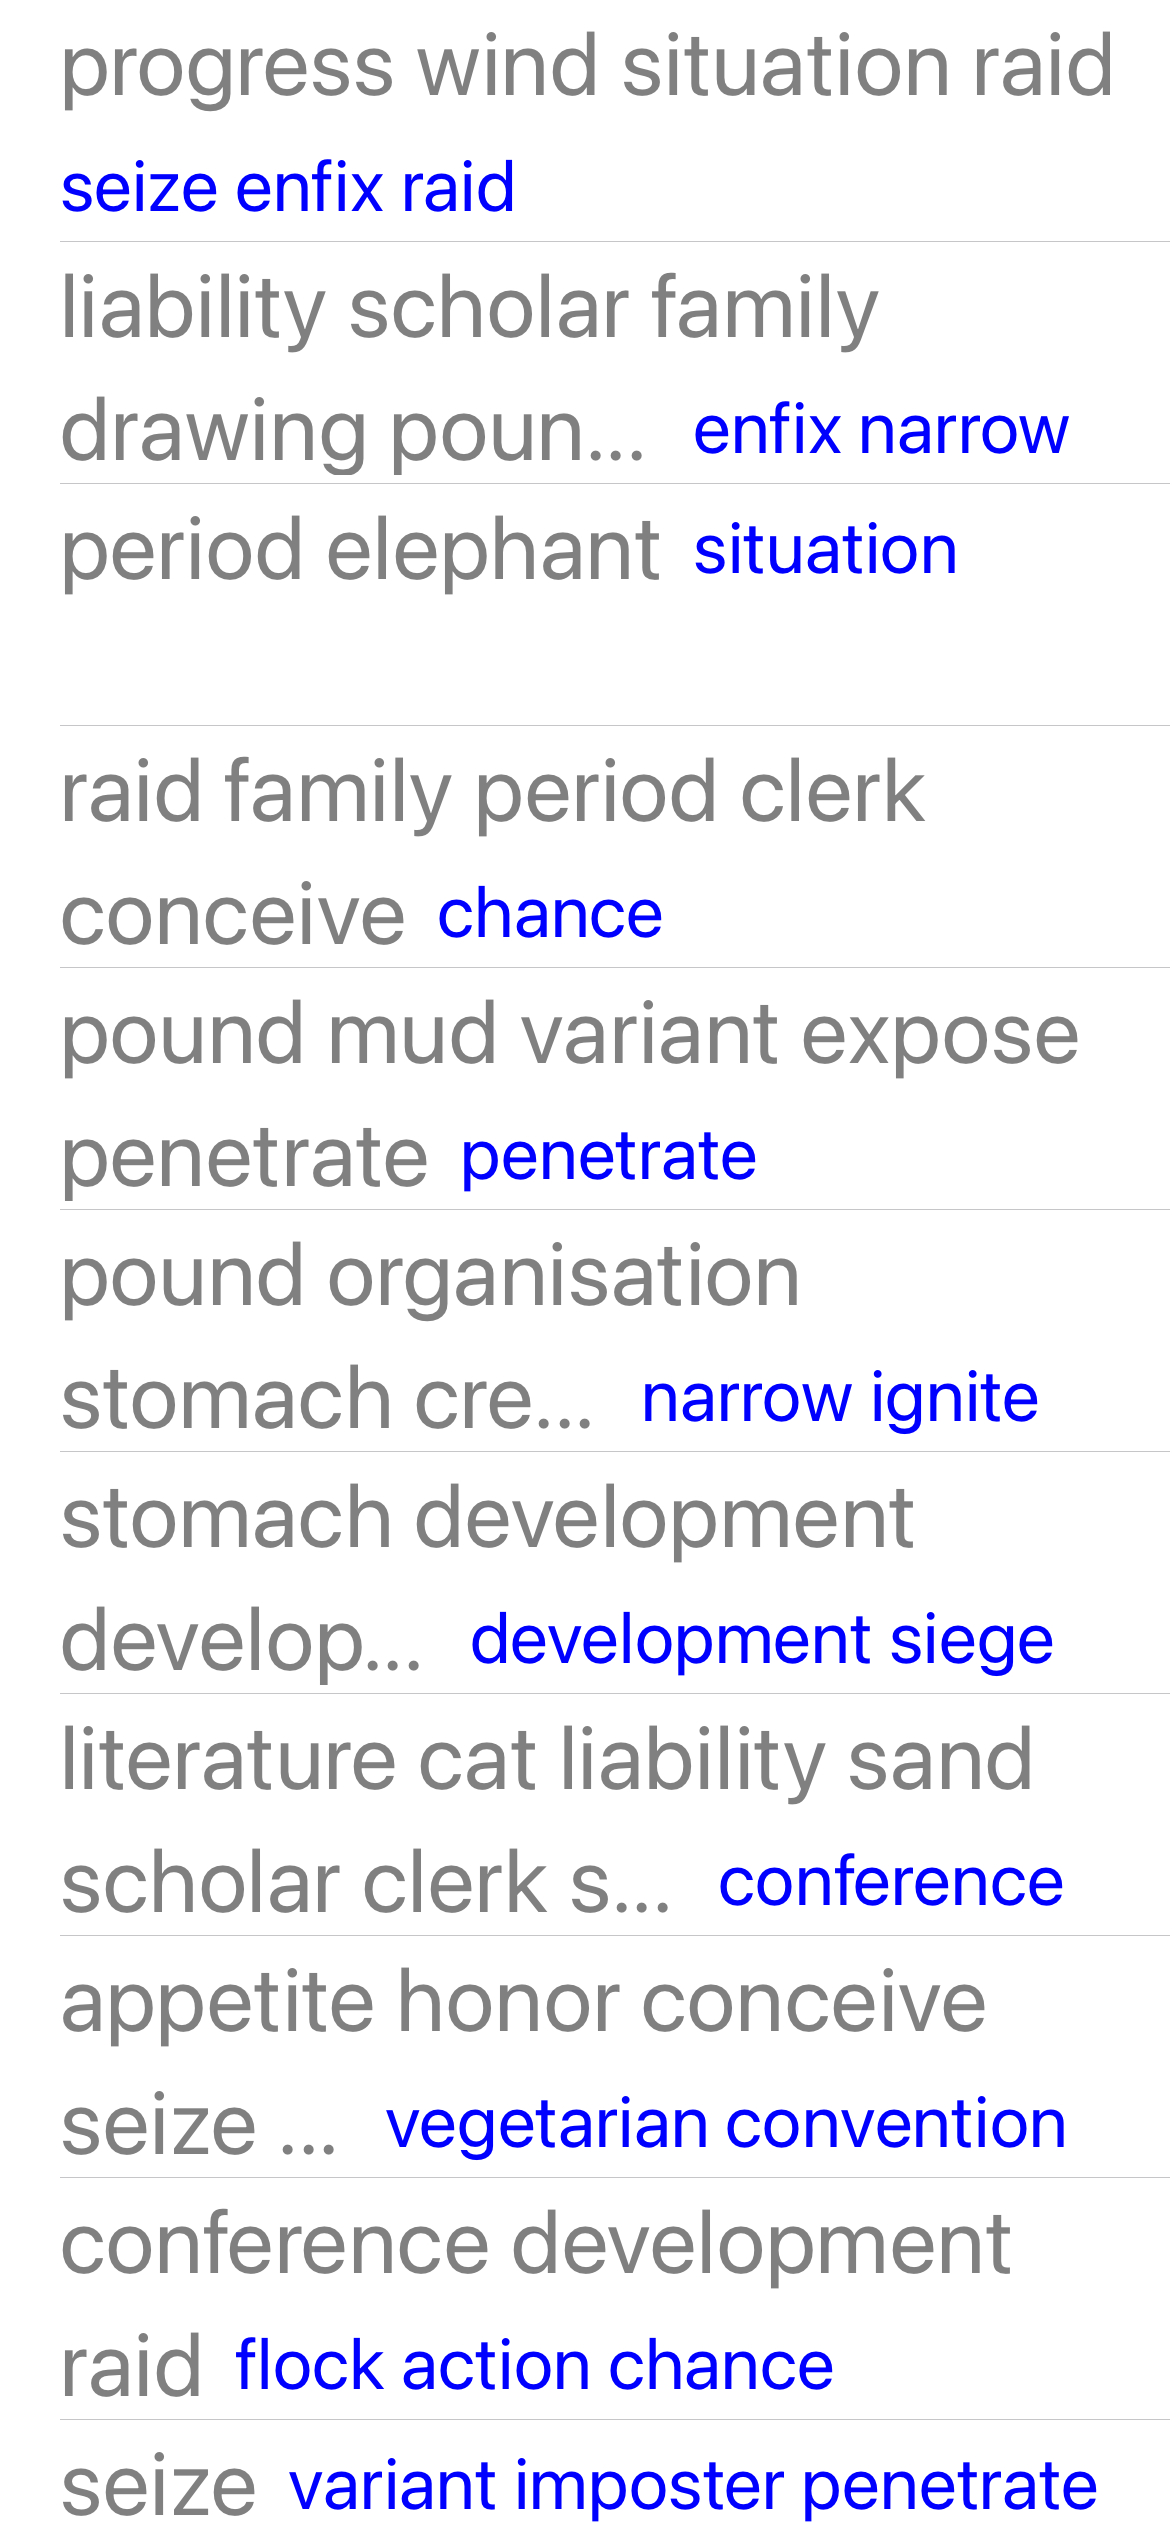 progress wind situation raid
seize enfix raid
liability scholar family
drawing poun... enfix narrow
period elephant situation
raid family period clerk
conceive chance
pound mud variant expose
penetrate penetrate
pound organisation
stomach cre... narrow ignite
stomach development
develop... development siege
literature cat liability sand
scholar clerk s... conference
appetite honor conceive
seize ... vegetarian convention
conference development
raid flock action chance
seize variant imposter penetrate